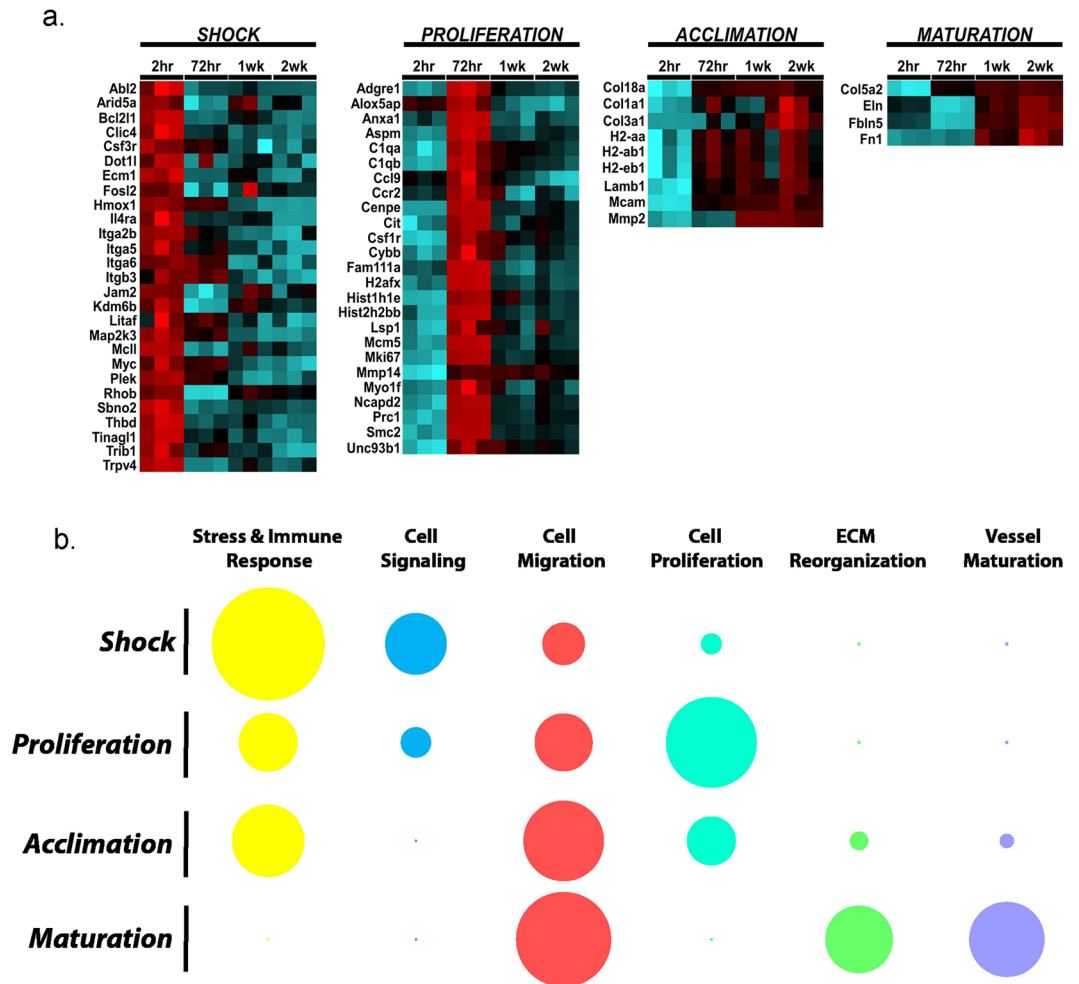 a.
SHOCK
2hr 72hr 1wk 2wk
Abl2
Arid5a
Bcl2l1
Clic4
Csf3r
Dot1l
Ecm1
Fosl2
Hmox1
Il4ra
Itga2b
Itga5
Itga6
Itgb3
Jam2
Kdm6b
Litaf
Map2k3
Mcll
Myc
Plek
Rhob
Sbno2
Thbd
Tinagl1
Trib1
Trpv4
PROLIFERATION
2hr 72hr 1wk 2wk
Adgre1
Alox5ap
Anxa1
Aspm
C1qa
C1qb
Ccl9
Ccr2
Cenpe
Cit
Csf1r
Cybb
Fam111a
H2afx
Hist1h1e
Hist2h2bb
Lsp1
Mcm5
Mki67
Mmp14
Myo1f
Ncapd2
Prc1
Smc2
Unc93b1
ACCLIMATION
2hr 72hr 1wk 2wk
Col18a
Col1a1
Col3a1
H2-aa
H2-ab1
H2-eb1
Lamb1
Mcam
Mmp2
MATURATION
2hr 72hr 1wk 2wk
Col5a2
Eln
Fbln5
Fn1
b.
Stress & Immune
Response
Cell
Signaling
Cell
Migration
Cell
Proliferation
ECM
Reorganization
Vessel
Maturation
Shock
Proliferation
Acclimation
Maturation